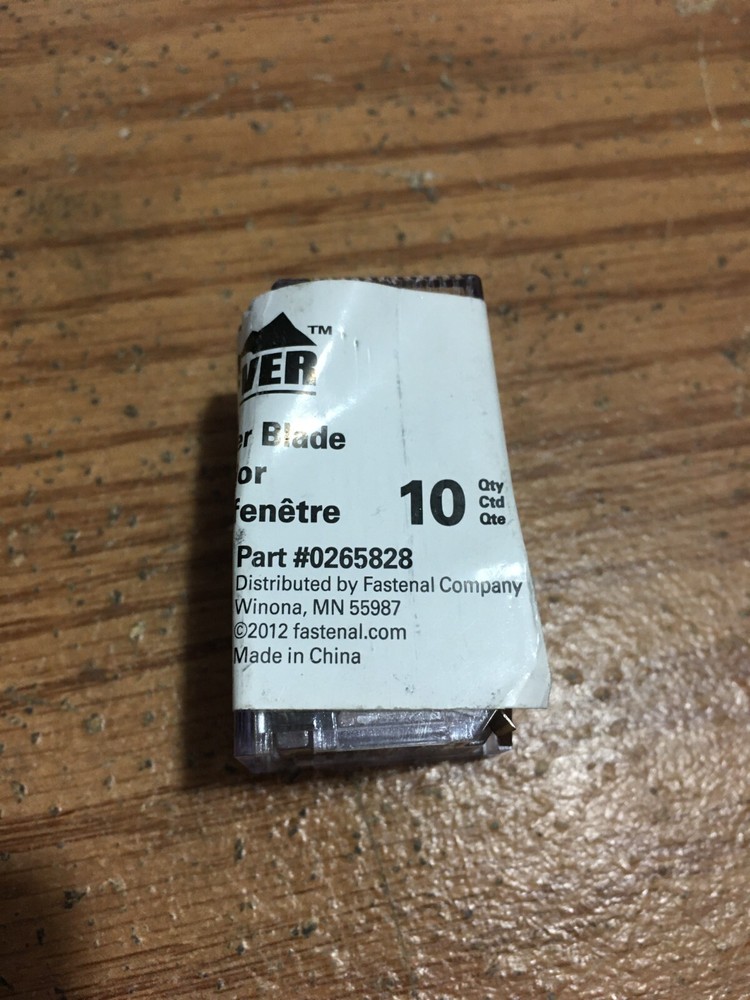 VER™
er Blade
or
fenêtre
10
Qty
Ctd
Qte
Part #0265828
Distributed by Fastenal Company
Winona, MN 55987
©2012 fastenal.com
Made in China